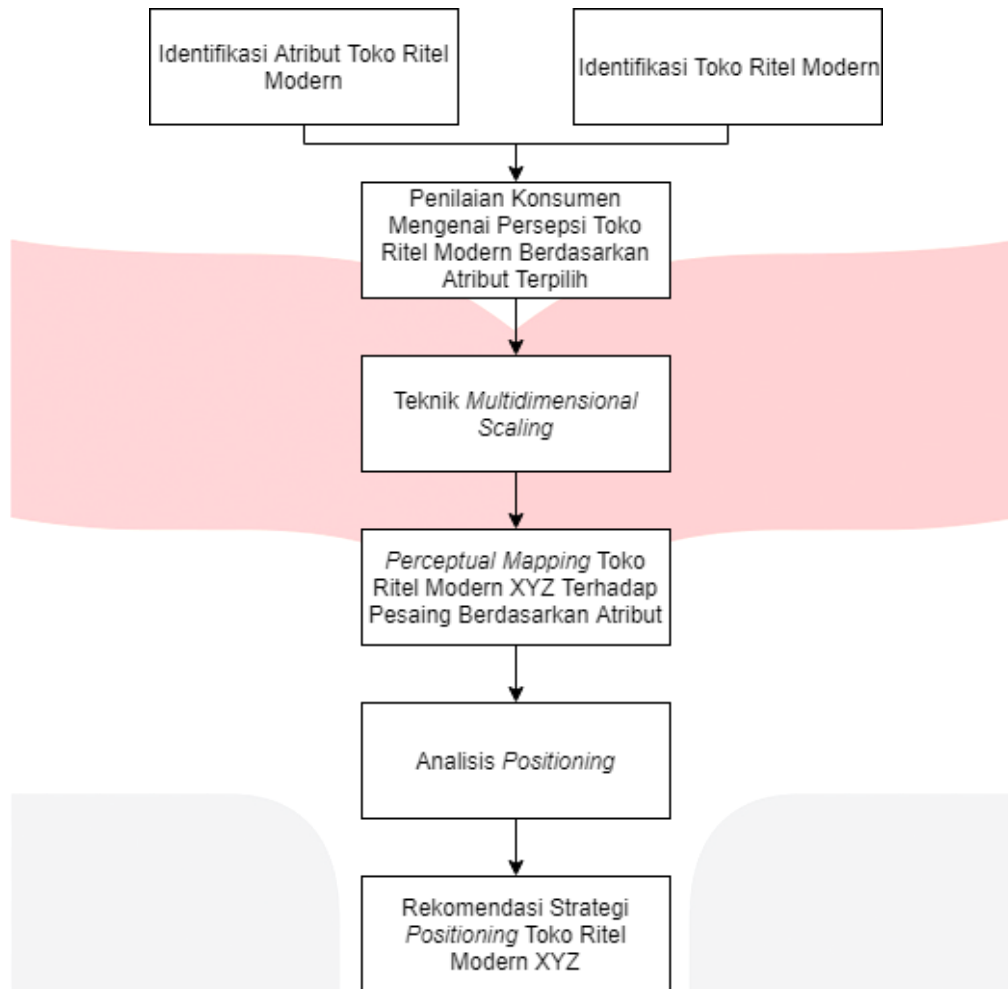 Identifikasi Atribut Toko Ritel
Modern
Identifikasi Toko Ritel Modern
Penilaian Konsumen
Mengenai Persepsi Toko
Ritel Modern Berdasarkan
Atribut Terpilih
Teknik Multidimensional
Scaling
Perceptual Mapping Toko
Ritel Modern XYZ Terhadap
Pesaing Berdasarkan Atribut
Analisis Positioning
Rekomendasi Strategi
Positioning Toko Ritel
Modern XYZ